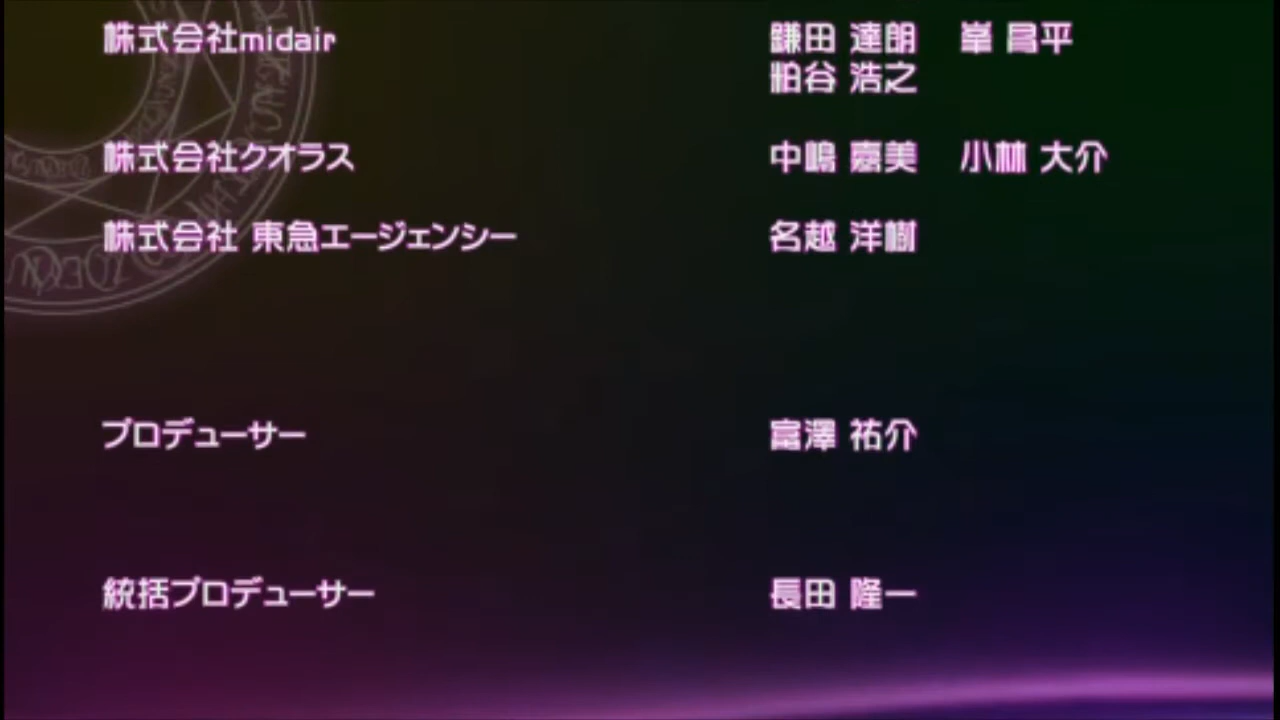 株式会社midair 鎌田 達朗 峯 昌平
粕谷 浩之
株式会社クオラス 中嶋 嘉美 小林 大介
株式会社 東急エージェンシー 名越 洋樹
プロデューサー 富澤 祐介
統括プロデューサー 長田 隆一